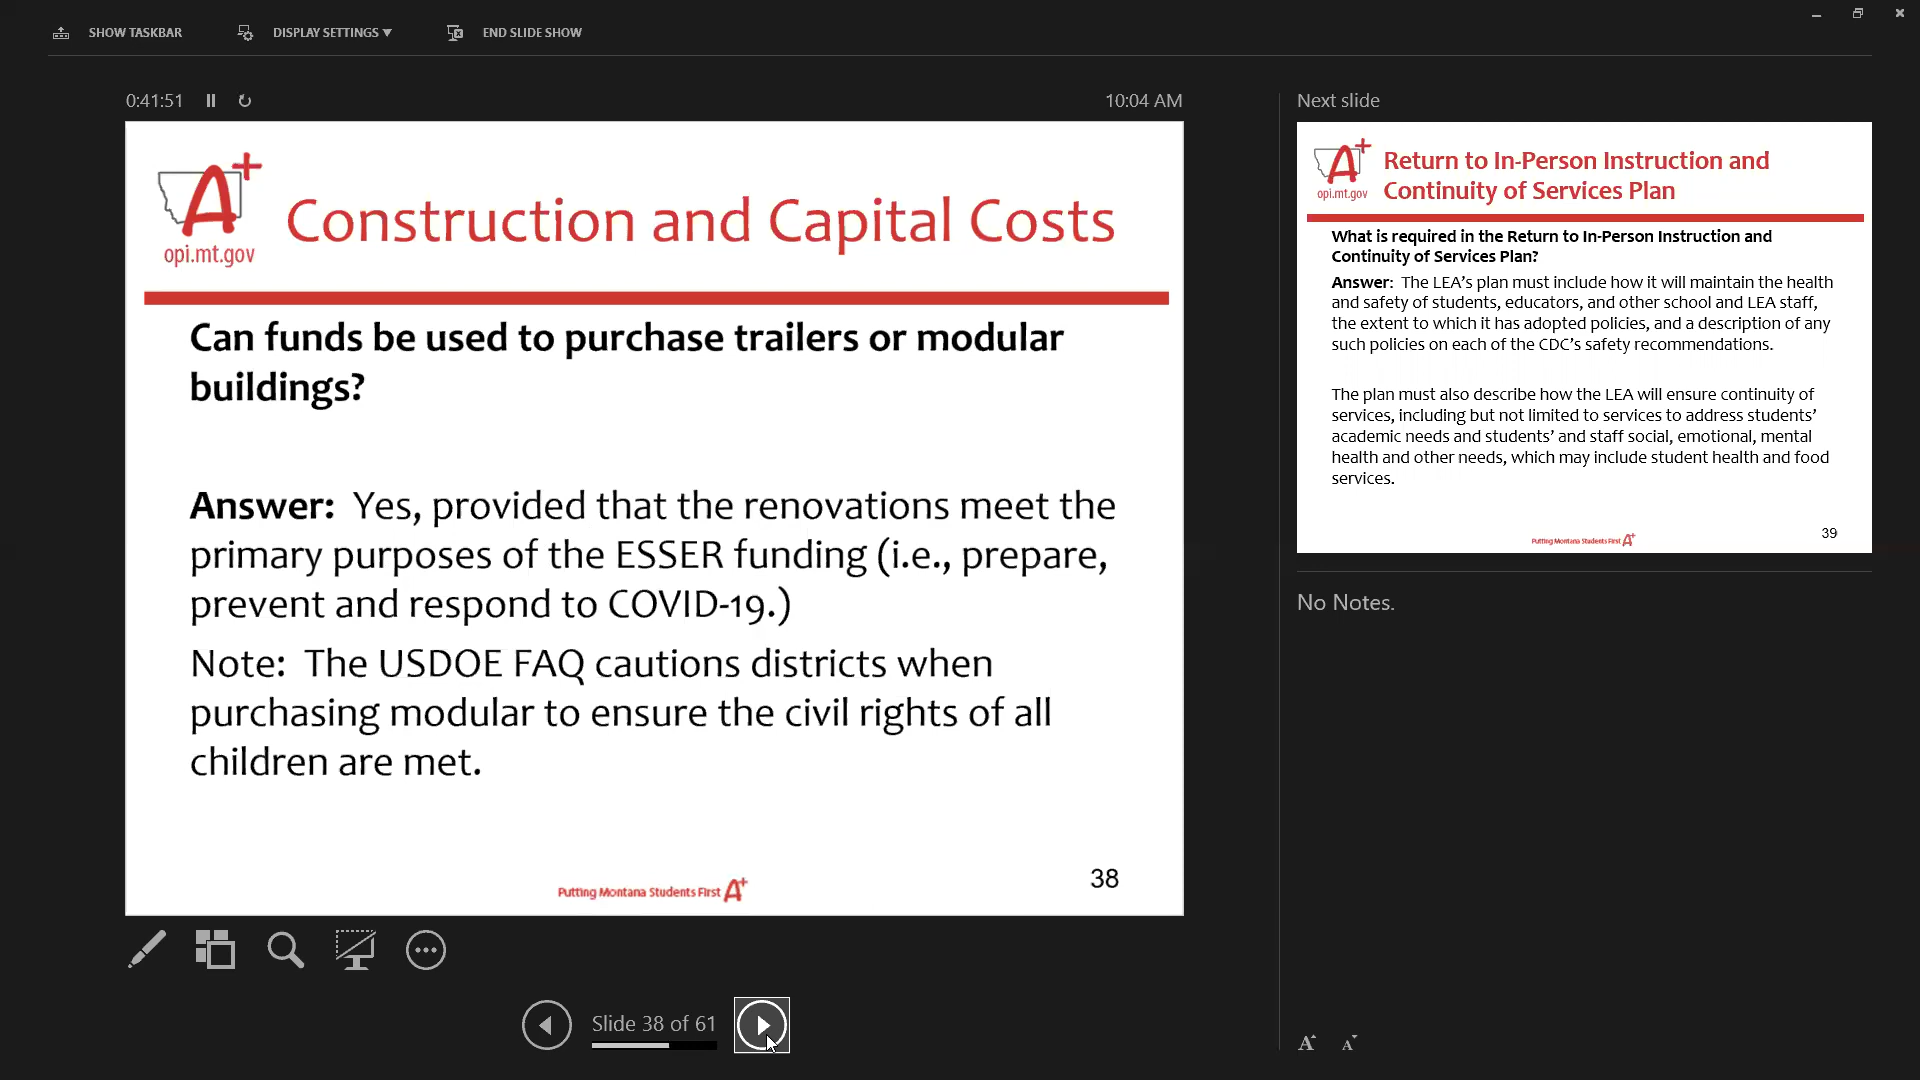 SHOW TASKBAR
DISPLAY SETTINGS ▼
END SLIDE SHOW
0:41:51
10:04 AM
A+
opi.mt.gov
Construction and Capital Costs
Can funds be used to purchase trailers or modular
buildings?
Answer: Yes, provided that the renovations meet the
primary purposes of the ESSER funding (i.e., prepare,
prevent and respond to COVID-19.)
Note: The USDOE FAQ cautions districts when
purchasing modular to ensure the civil rights of all
children are met.
Putting Montana Students First A+
38
Slide 38 of 61
Next slide
A+
opi.mt.gov
Return to In-Person Instruction and
Continuity of Services Plan
What is required in the Return to In-Person Instruction and
Continuity of Services Plan?
Answer: The LEA’s plan must include how it will maintain the health
and safety of students, educators, and other school and LEA staff,
the extent to which it has adopted policies, and a description of any
such policies on each of the CDC’s safety recommendations.
The plan must also describe how the LEA will ensure continuity of
services, including but not limited to services to address students’
academic needs and students’ and staff social, emotional, mental
health and other needs, which may include student health and food
services.
Putting Montana Students First A+
39
No Notes.
A A